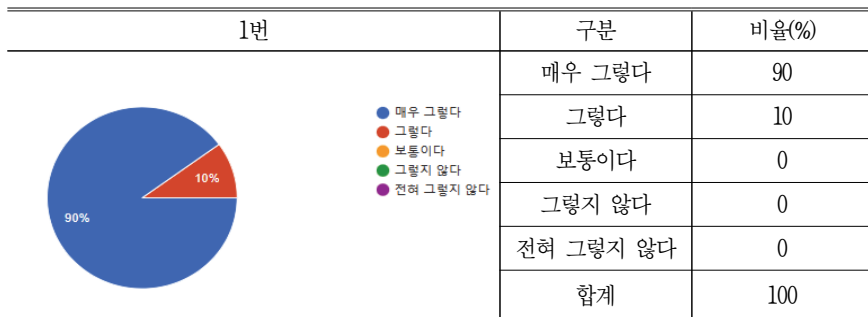 1번 구분 비율(%)
매우 그렇다 90
그렇다 10
보통이다 0
그렇지 않다 0
전혀 그렇지 않다 0
합계 100
매우 그렇다
그렇다
보통이다
그렇지 않다
전혀 그렇지 않다
10%
90%